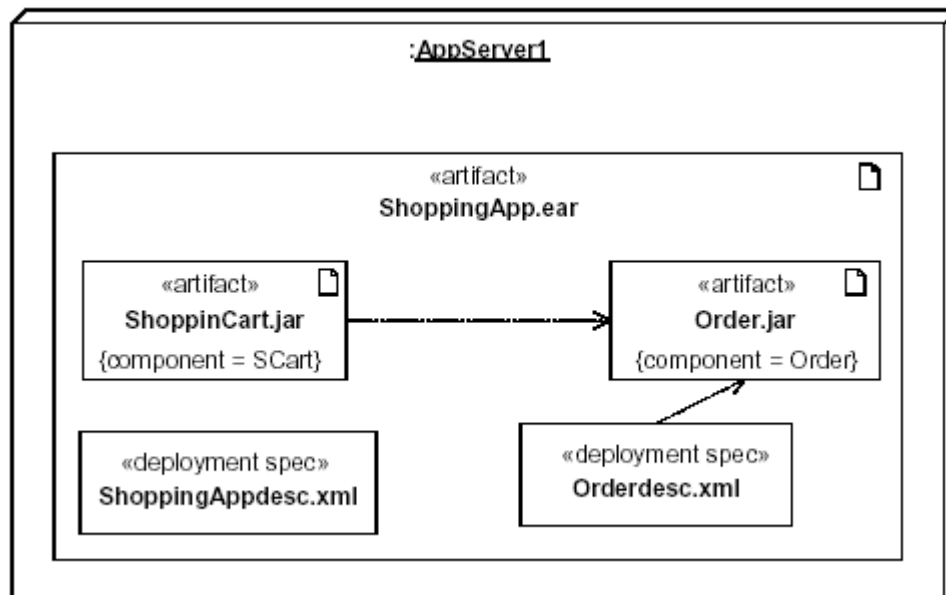 :AppServer1
«artifact»
ShoppingApp.ear
«artifact»
ShoppinCart.jar
{component = SCart}
«artifact»
Order.jar
{component = Order}
«deployment spec»
ShoppingAppdesc.xml
«deployment spec»
Orderdesc.xml